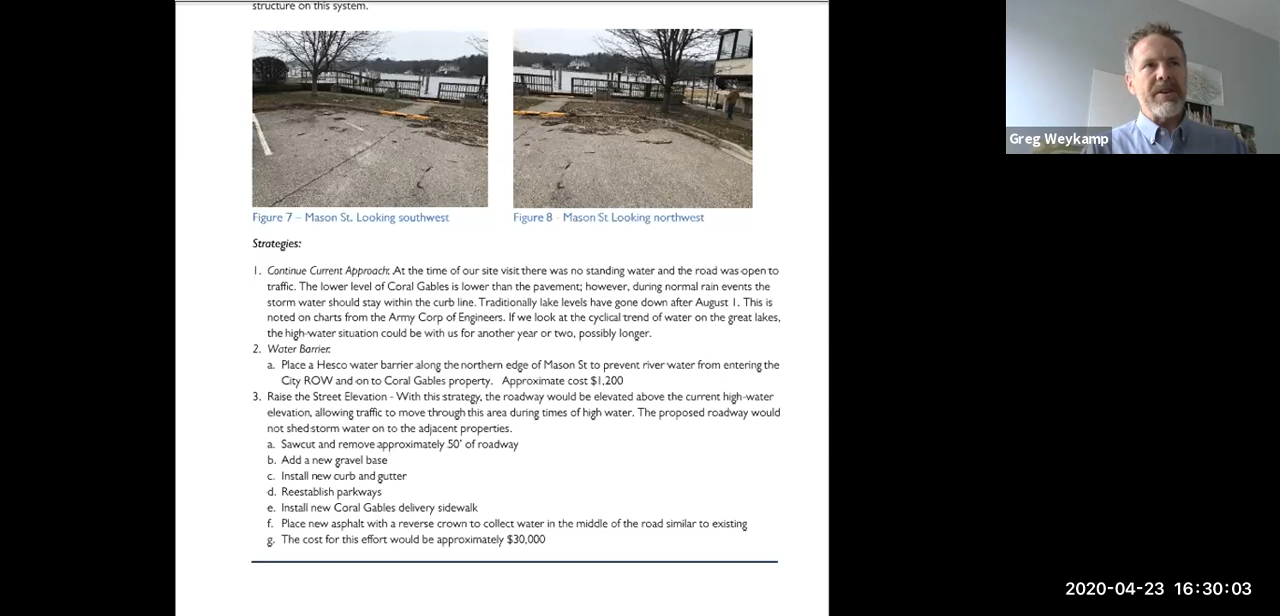 structure on this system.
Figure 7 – Mason St. Looking southwest
Figure 8 - Mason St Looking northwest
Strategies:
1. Continue Current Approach: At the time of our site visit there was no standing water and the road was open to
traffic. The lower level of Coral Gables is lower than the pavement; however, during normal rain events the
storm water should stay within the curb line. Traditionally lake levels have gone down after August 1. This is
noted on charts from the Army Corp of Engineers. If we look at the cyclical trend of water on the great lakes,
the high-water situation could be with us for another year or two, possibly longer.
2. Water Barrier:
a. Place a Hesco water barrier along the northern edge of Mason St to prevent river water from entering the
City ROW and on to Coral Gables property. Approximate cost $1,200
3. Raise the Street Elevation - With this strategy, the roadway would be elevated above the current high-water
elevation, allowing traffic to move through this area during times of high water. The proposed roadway would
not shed storm water on to the adjacent properties.
a. Sawcut and remove approximately 50' of roadway
b. Add a new gravel base
c. Install new curb and gutter
d. Reestablish parkways
e. Install new Coral Gables delivery sidewalk
f. Place new asphalt with a reverse crown to collect water in the middle of the road similar to existing
g. The cost for this effort would be approximately $30,000
Greg Weykamp
2020-04-23 16:30:03